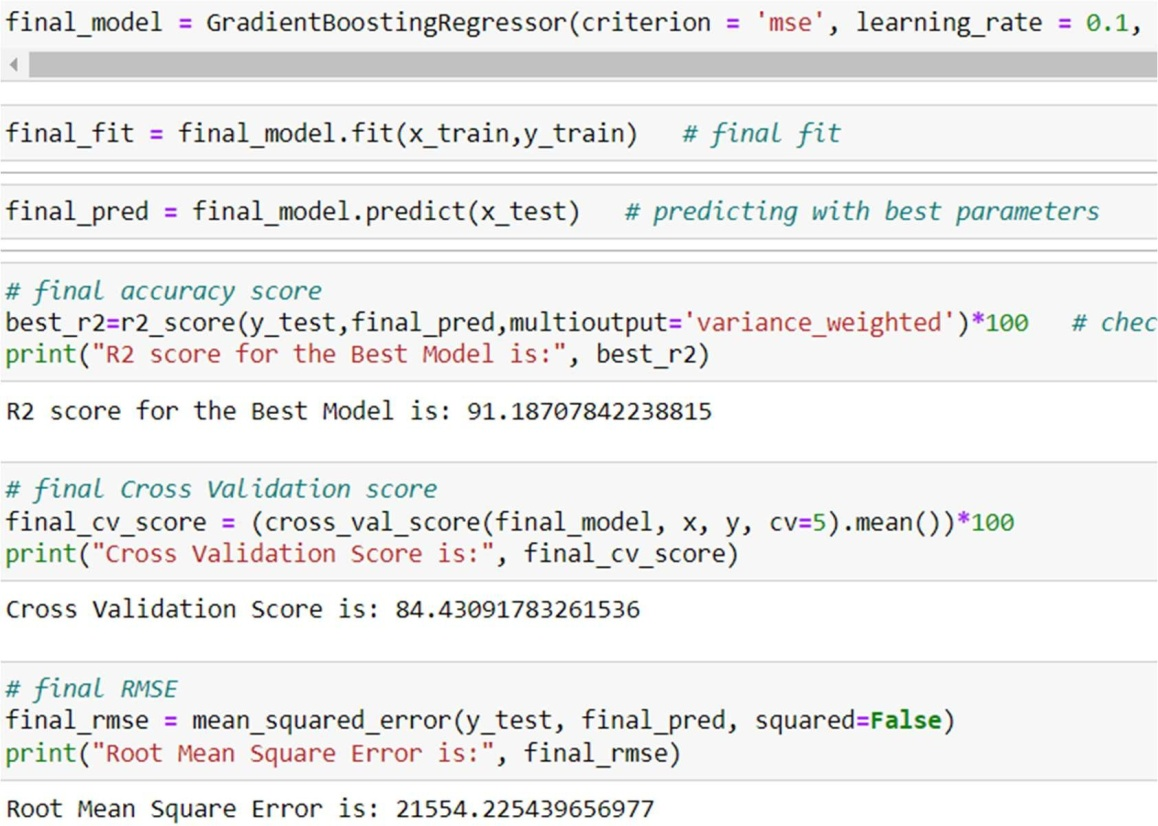 final_model = GradientBoostingRegressor(criterion = 'mse', learning_rate = 0.1,
final_fit = final_model.fit(x_train,y_train)   # final fit
final_pred = final_model.predict(x_test)   # predicting with best parameters
# final accuracy score
best_r2=r2_score(y_test,final_pred,multioutput='variance_weighted')*100   # chec
print("R2 score for the Best Model is:", best_r2)
R2 score for the Best Model is: 91.18707842238815
# final Cross Validation score
final_cv_score = (cross_val_score(final_model, x, y, cv=5).mean())*100
print("Cross Validation Score is:", final_cv_score)
Cross Validation Score is: 84.43091783261536
# final RMSE
final_rmse = mean_squared_error(y_test, final_pred, squared=False)
print("Root Mean Square Error is:", final_rmse)
Root Mean Square Error is: 21554.225439656977